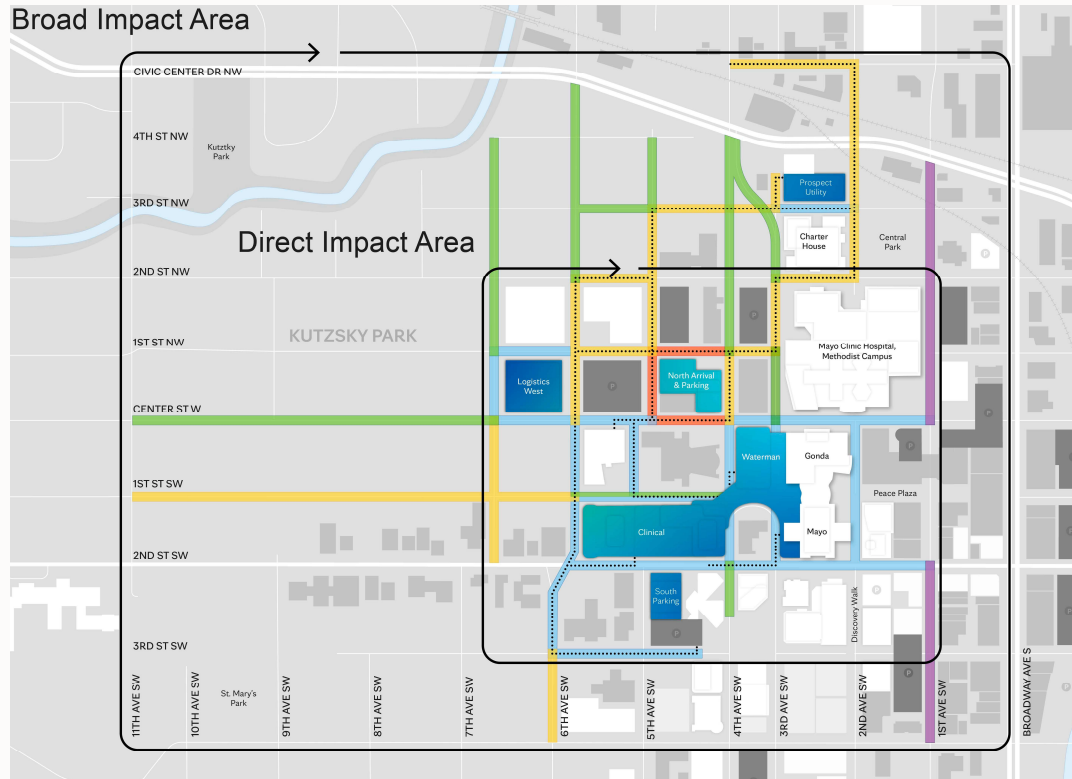 Broad Impact Area
CIVIC CENTER DR NW
4TH ST NW
Kutztky
Park
Prospect
Utility
3RD ST NW
Direct Impact Area
Charter
House
Central
Park
P
2ND ST NW
KUTZSKY PARK
P
1ST ST NW
Mayo Clinic Hospital,
Methodist Campus
Logistics
West
P
North Arrival
& Parking
CENTER ST W
P
P
Waterman
Gonda
1ST ST SW
Peace Plaza
Clinical
Mayo
2ND ST SW
South
Parking
P
Discovery Walk
P
3RD ST SW
P
St. Mary's
Park
11TH AVE SW
10TH AVE SW
9TH AVE SW
8TH AVE SW
7TH AVE SW
6TH AVE SW
5TH AVE SW
4TH AVE SW
3RD AVE SW
2ND AVE SW
1ST AVE SW
BROADWAY AVE S
P